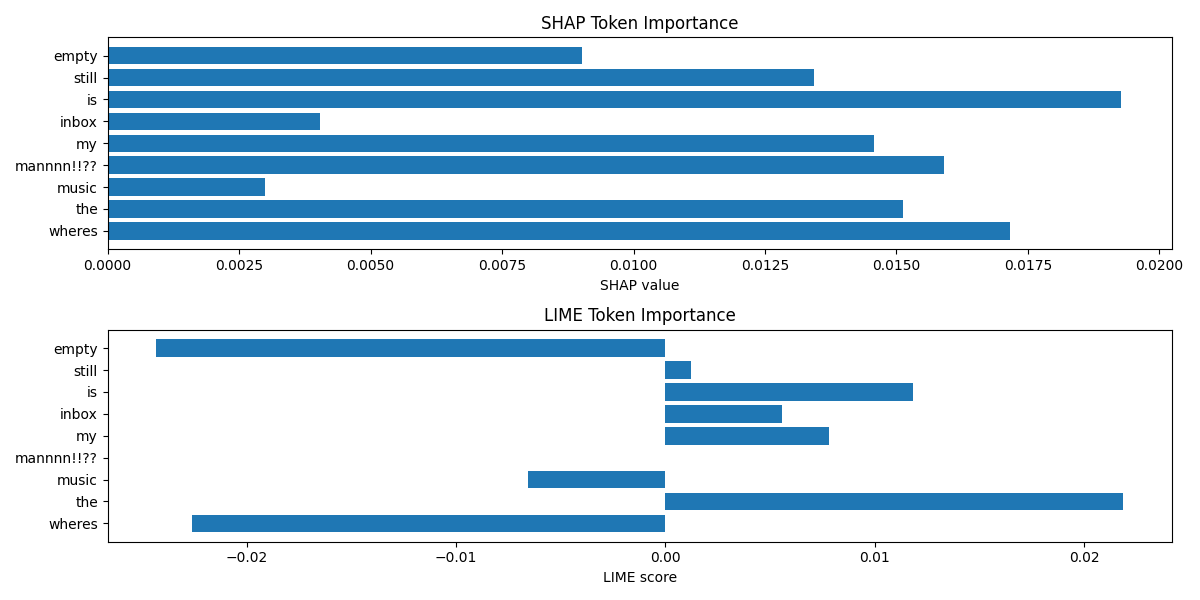 SHAP Token Importance
empty
still
is
inbox
my
mannnn!!??
music
the
wheres
0.0000 0.0025 0.0050 0.0075 0.0100 0.0125 0.0150 0.0175 0.0200
SHAP value
LIME Token Importance
empty
still
is
inbox
my
mannnn!!??
music
the
wheres
−0.02 −0.01 0.00 0.01 0.02
LIME score